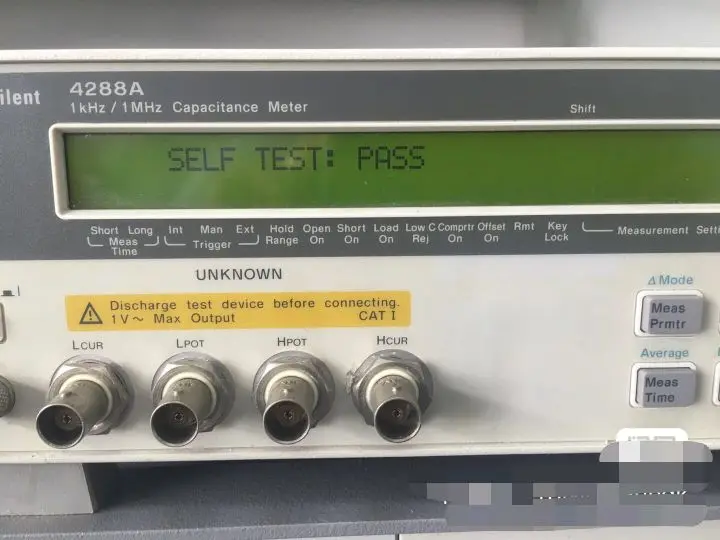 ilent 4288A
1kHz / 1MHz Capacitance Meter
Shift
SELF TEST: PASS
Short Long Int Man Ext Hold Range Open On Short On Load On Low C Rej Comprtr On Offset On Rmt Key Lock
Meas Time Trigger Measurement Setti
UNKNOWN
Discharge test device before connecting.
1V ~ Max Output CAT I
LCUR LPOT HPOT HCUR
Δ Mode
Meas Prmtr
Average
Meas Time